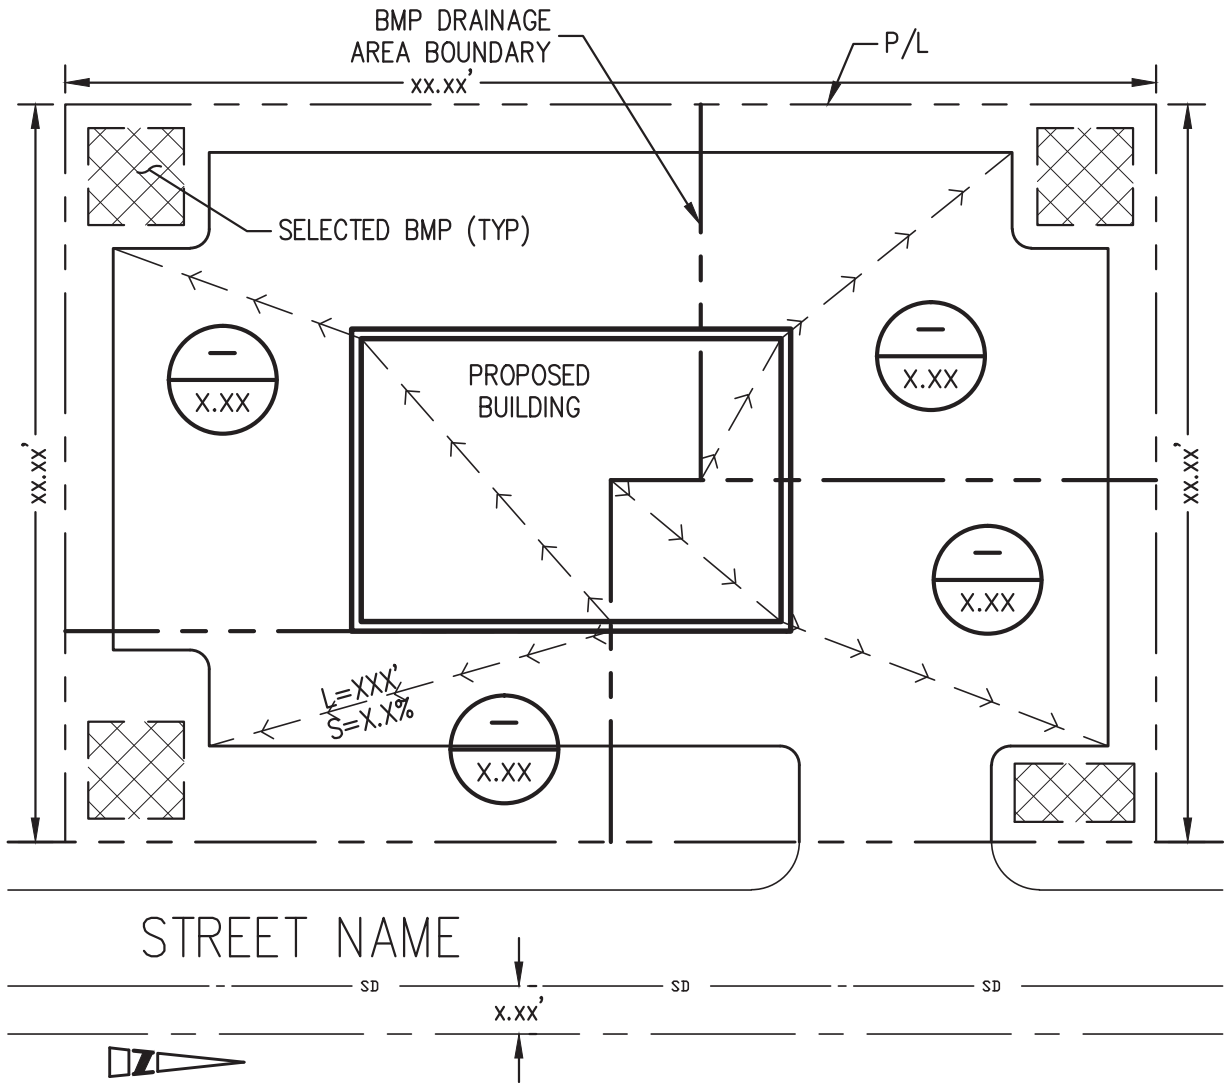 BMP DRAINAGE
AREA BOUNDARY
P/L
xx.xx'
SELECTED BMP (TYP)
PROPOSED
BUILDING
X.XX
X.XX
xx.xx'
xx.xx'
X.XX
L=XXX'
S=X.X%
X.XX
STREET NAME
SD
SD
SD
x.xx'
N